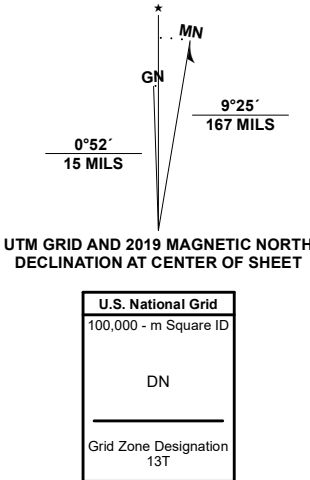 ★
MN
GN
9°25´
167 MILS
0°52´
15 MILS
UTM GRID AND 2019 MAGNETIC NORTH
DECLINATION AT CENTER OF SHEET
U.S. National Grid
100,000 - m Square ID
DN
Grid Zone Designation
13T